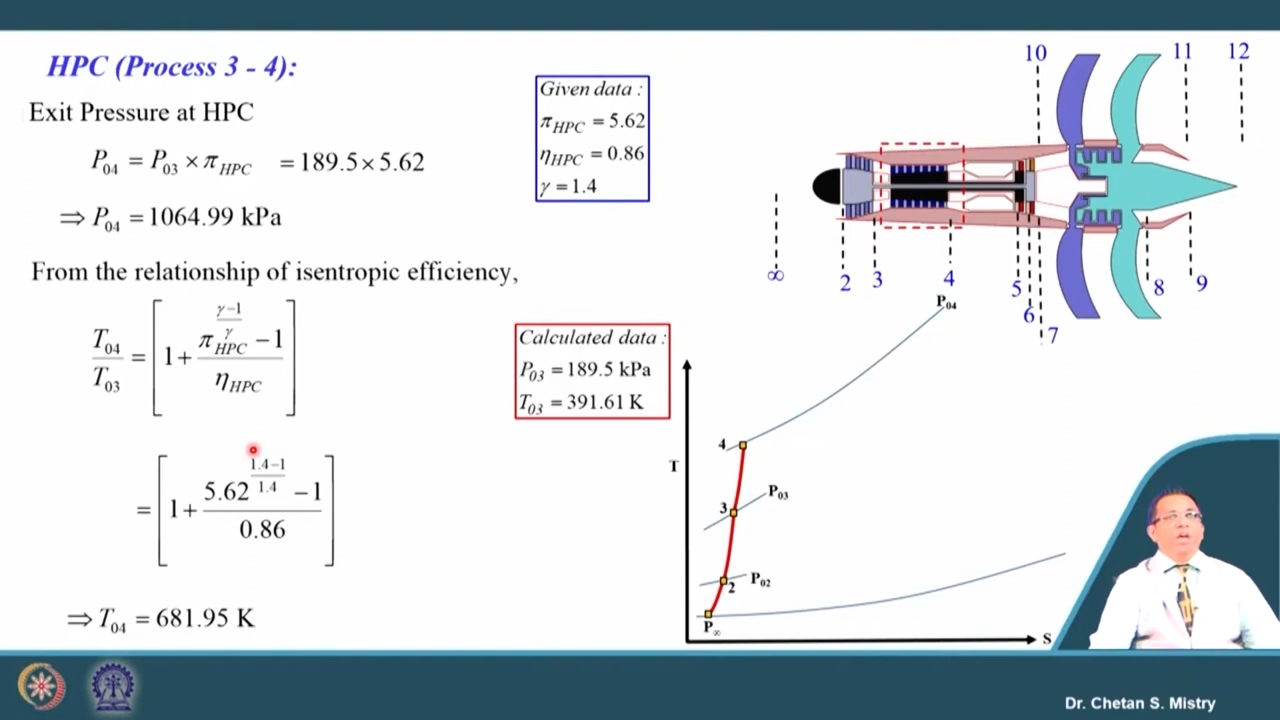 HPC (Process 3 - 4):
Exit Pressure at HPC
P₀₄ = P₀₃ × π_HPC = 189.5 × 5.62
⇒ P₀₄ = 1064.99 kPa
From the relationship of isentropic efficiency,
T₀₄/T₀₃ = [1 + (π_HPC^((γ−1)/γ) − 1)/η_HPC]
= [1 + (5.62^((1.4−1)/1.4) − 1)/0.86]
⇒ T₀₄ = 681.95 K
Given data :
π_HPC = 5.62
η_HPC = 0.86
γ = 1.4
Calculated data :
P₀₃ = 189.5 kPa
T₀₃ = 391.61 K
10 11 12
∞ 2 3 4 5 6 7 8 9
P₀₄
4
T
P₀₃
3
P₀₂
2
P∞
S
Dr. Chetan S. Mistry